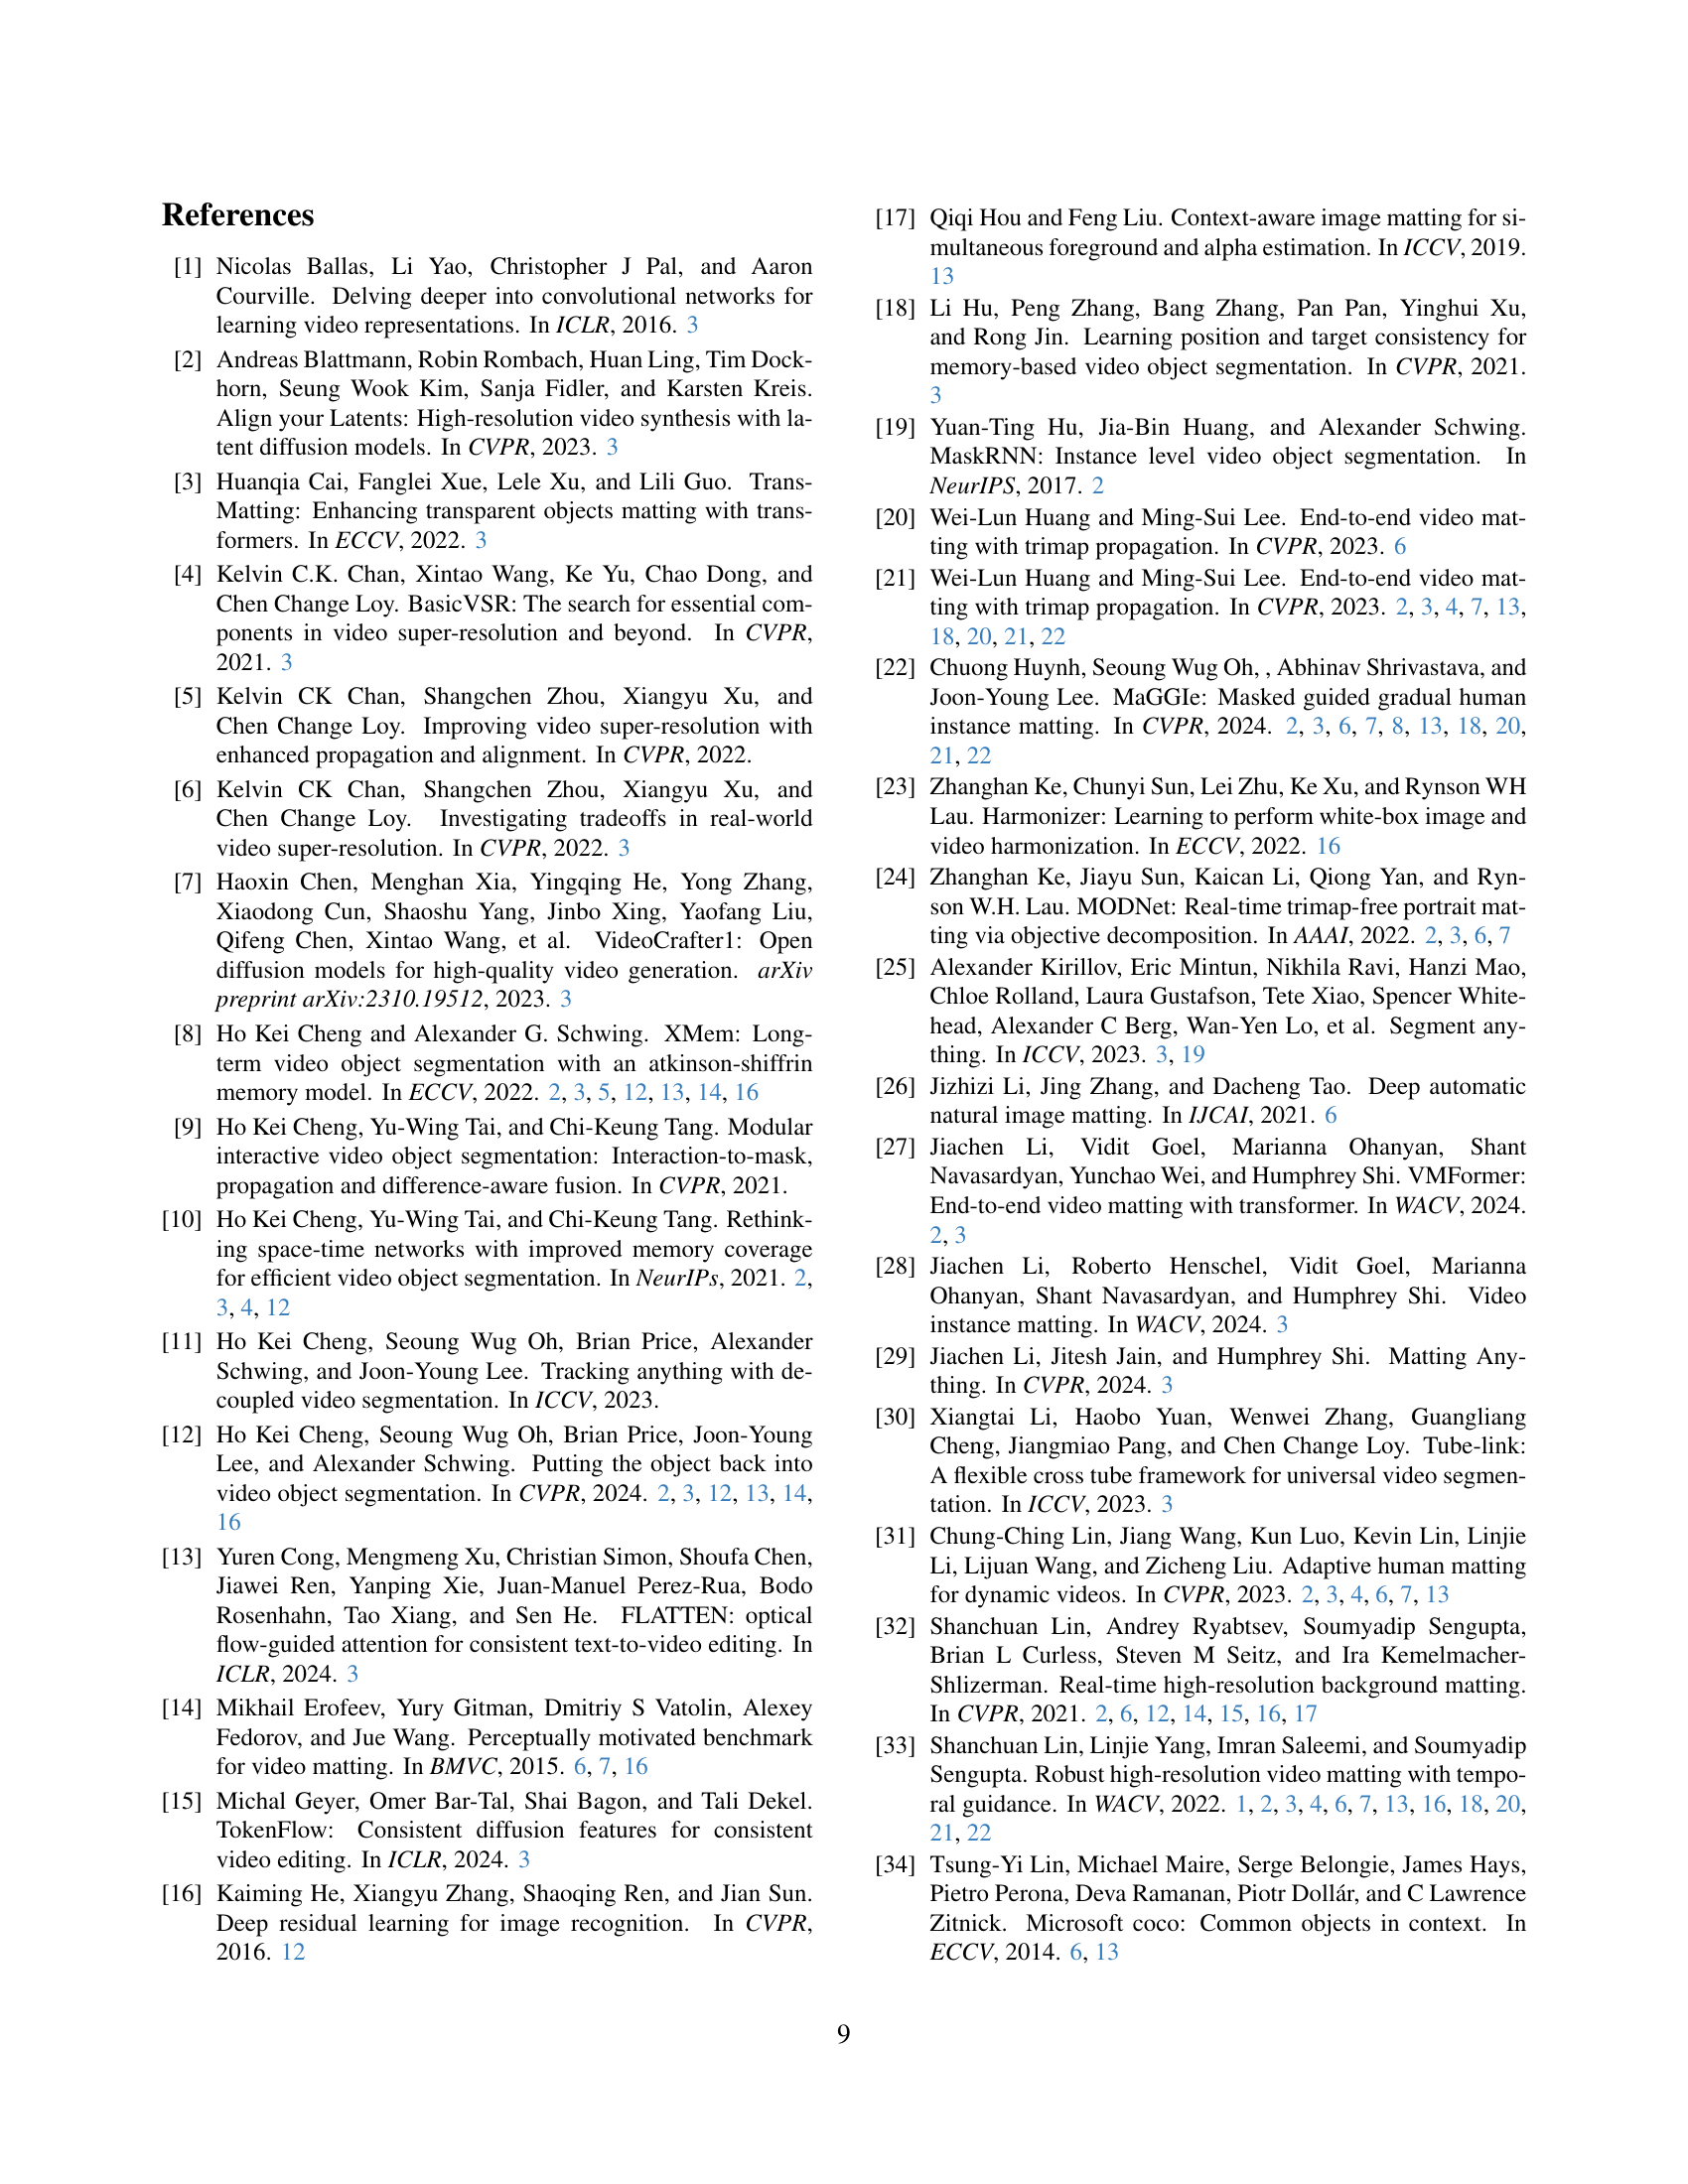 References
[1] Nicolas Ballas, Li Yao, Christopher J Pal, and Aaron
Courville. Delving deeper into convolutional networks for
learning video representations. In ICLR, 2016. 3
[2] Andreas Blattmann, Robin Rombach, Huan Ling, Tim Dock-
horn, Seung Wook Kim, Sanja Fidler, and Karsten Kreis.
Align your Latents: High-resolution video synthesis with la-
tent diffusion models. In CVPR, 2023. 3
[3] Huanqia Cai, Fanglei Xue, Lele Xu, and Lili Guo. Trans-
Matting: Enhancing transparent objects matting with trans-
formers. In ECCV, 2022. 3
[4] Kelvin C.K. Chan, Xintao Wang, Ke Yu, Chao Dong, and
Chen Change Loy. BasicVSR: The search for essential com-
ponents in video super-resolution and beyond. In CVPR,
2021. 3
[5] Kelvin CK Chan, Shangchen Zhou, Xiangyu Xu, and
Chen Change Loy. Improving video super-resolution with
enhanced propagation and alignment. In CVPR, 2022.
[6] Kelvin CK Chan, Shangchen Zhou, Xiangyu Xu, and
Chen Change Loy. Investigating tradeoffs in real-world
video super-resolution. In CVPR, 2022. 3
[7] Haoxin Chen, Menghan Xia, Yingqing He, Yong Zhang,
Xiaodong Cun, Shaoshu Yang, Jinbo Xing, Yaofang Liu,
Qifeng Chen, Xintao Wang, et al. VideoCrafter1: Open
diffusion models for high-quality video generation. arXiv
preprint arXiv:2310.19512, 2023. 3
[8] Ho Kei Cheng and Alexander G. Schwing. XMem: Long-
term video object segmentation with an atkinson-shiffrin
memory model. In ECCV, 2022. 2, 3, 5, 12, 13, 14, 16
[9] Ho Kei Cheng, Yu-Wing Tai, and Chi-Keung Tang. Modular
interactive video object segmentation: Interaction-to-mask,
propagation and difference-aware fusion. In CVPR, 2021.
[10] Ho Kei Cheng, Yu-Wing Tai, and Chi-Keung Tang. Rethink-
ing space-time networks with improved memory coverage
for efficient video object segmentation. In NeurIPs, 2021. 2,
3, 4, 12
[11] Ho Kei Cheng, Seoung Wug Oh, Brian Price, Alexander
Schwing, and Joon-Young Lee. Tracking anything with de-
coupled video segmentation. In ICCV, 2023.
[12] Ho Kei Cheng, Seoung Wug Oh, Brian Price, Joon-Young
Lee, and Alexander Schwing. Putting the object back into
video object segmentation. In CVPR, 2024. 2, 3, 12, 13, 14,
16
[13] Yuren Cong, Mengmeng Xu, Christian Simon, Shoufa Chen,
Jiawei Ren, Yanping Xie, Juan-Manuel Perez-Rua, Bodo
Rosenhahn, Tao Xiang, and Sen He. FLATTEN: optical
flow-guided attention for consistent text-to-video editing. In
ICLR, 2024. 3
[14] Mikhail Erofeev, Yury Gitman, Dmitriy S Vatolin, Alexey
Fedorov, and Jue Wang. Perceptually motivated benchmark
for video matting. In BMVC, 2015. 6, 7, 16
[15] Michal Geyer, Omer Bar-Tal, Shai Bagon, and Tali Dekel.
TokenFlow: Consistent diffusion features for consistent
video editing. In ICLR, 2024. 3
[16] Kaiming He, Xiangyu Zhang, Shaoqing Ren, and Jian Sun.
Deep residual learning for image recognition. In CVPR,
2016. 12
[17] Qiqi Hou and Feng Liu. Context-aware image matting for si-
multaneous foreground and alpha estimation. In ICCV, 2019.
13
[18] Li Hu, Peng Zhang, Bang Zhang, Pan Pan, Yinghui Xu,
and Rong Jin. Learning position and target consistency for
memory-based video object segmentation. In CVPR, 2021.
3
[19] Yuan-Ting Hu, Jia-Bin Huang, and Alexander Schwing.
MaskRNN: Instance level video object segmentation. In
NeurIPS, 2017. 2
[20] Wei-Lun Huang and Ming-Sui Lee. End-to-end video mat-
ting with trimap propagation. In CVPR, 2023. 6
[21] Wei-Lun Huang and Ming-Sui Lee. End-to-end video mat-
ting with trimap propagation. In CVPR, 2023. 2, 3, 4, 7, 13,
18, 20, 21, 22
[22] Chuong Huynh, Seoung Wug Oh, , Abhinav Shrivastava, and
Joon-Young Lee. MaGGIe: Masked guided gradual human
instance matting. In CVPR, 2024. 2, 3, 6, 7, 8, 13, 18, 20,
21, 22
[23] Zhanghan Ke, Chunyi Sun, Lei Zhu, Ke Xu, and Rynson WH
Lau. Harmonizer: Learning to perform white-box image and
video harmonization. In ECCV, 2022. 16
[24] Zhanghan Ke, Jiayu Sun, Kaican Li, Qiong Yan, and Ryn-
son W.H. Lau. MODNet: Real-time trimap-free portrait mat-
ting via objective decomposition. In AAAI, 2022. 2, 3, 6, 7
[25] Alexander Kirillov, Eric Mintun, Nikhila Ravi, Hanzi Mao,
Chloe Rolland, Laura Gustafson, Tete Xiao, Spencer White-
head, Alexander C Berg, Wan-Yen Lo, et al. Segment any-
thing. In ICCV, 2023. 3, 19
[26] Jizhizi Li, Jing Zhang, and Dacheng Tao. Deep automatic
natural image matting. In IJCAI, 2021. 6
[27] Jiachen Li, Vidit Goel, Marianna Ohanyan, Shant
Navasardyan, Yunchao Wei, and Humphrey Shi. VMFormer:
End-to-end video matting with transformer. In WACV, 2024.
2, 3
[28] Jiachen Li, Roberto Henschel, Vidit Goel, Marianna
Ohanyan, Shant Navasardyan, and Humphrey Shi. Video
instance matting. In WACV, 2024. 3
[29] Jiachen Li, Jitesh Jain, and Humphrey Shi. Matting Any-
thing. In CVPR, 2024. 3
[30] Xiangtai Li, Haobo Yuan, Wenwei Zhang, Guangliang
Cheng, Jiangmiao Pang, and Chen Change Loy. Tube-link:
A flexible cross tube framework for universal video segmen-
tation. In ICCV, 2023. 3
[31] Chung-Ching Lin, Jiang Wang, Kun Luo, Kevin Lin, Linjie
Li, Lijuan Wang, and Zicheng Liu. Adaptive human matting
for dynamic videos. In CVPR, 2023. 2, 3, 4, 6, 7, 13
[32] Shanchuan Lin, Andrey Ryabtsev, Soumyadip Sengupta,
Brian L Curless, Steven M Seitz, and Ira Kemelmacher-
Shlizerman. Real-time high-resolution background matting.
In CVPR, 2021. 2, 6, 12, 14, 15, 16, 17
[33] Shanchuan Lin, Linjie Yang, Imran Saleemi, and Soumyadip
Sengupta. Robust high-resolution video matting with tempo-
ral guidance. In WACV, 2022. 1, 2, 3, 4, 6, 7, 13, 16, 18, 20,
21, 22
[34] Tsung-Yi Lin, Michael Maire, Serge Belongie, James Hays,
Pietro Perona, Deva Ramanan, Piotr Dollár, and C Lawrence
Zitnick. Microsoft coco: Common objects in context. In
ECCV, 2014. 6, 13
9